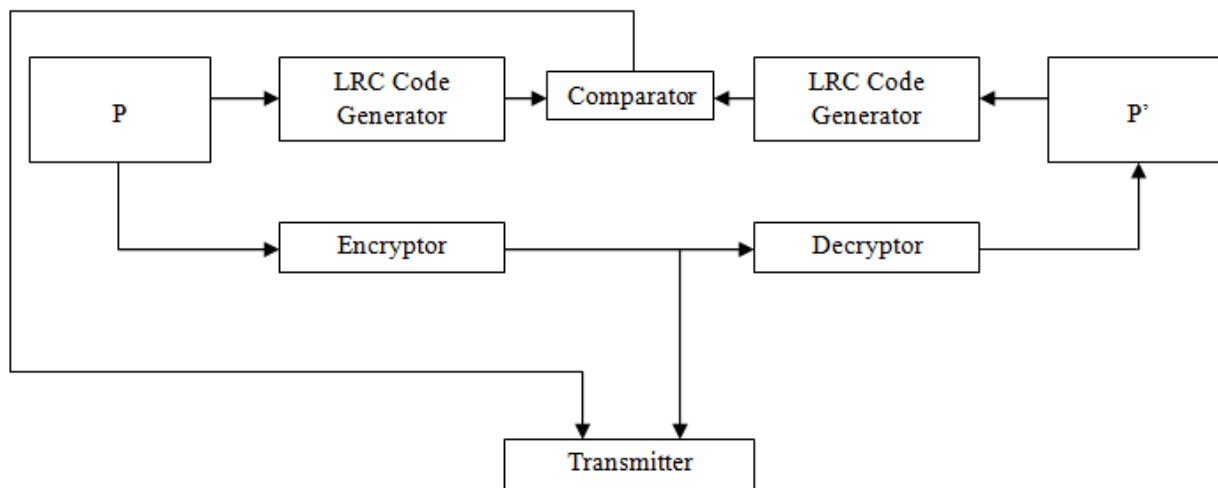 P
LRC Code
Generator
Comparator
LRC Code
Generator
P’
Encryptor
Decryptor
Transmitter